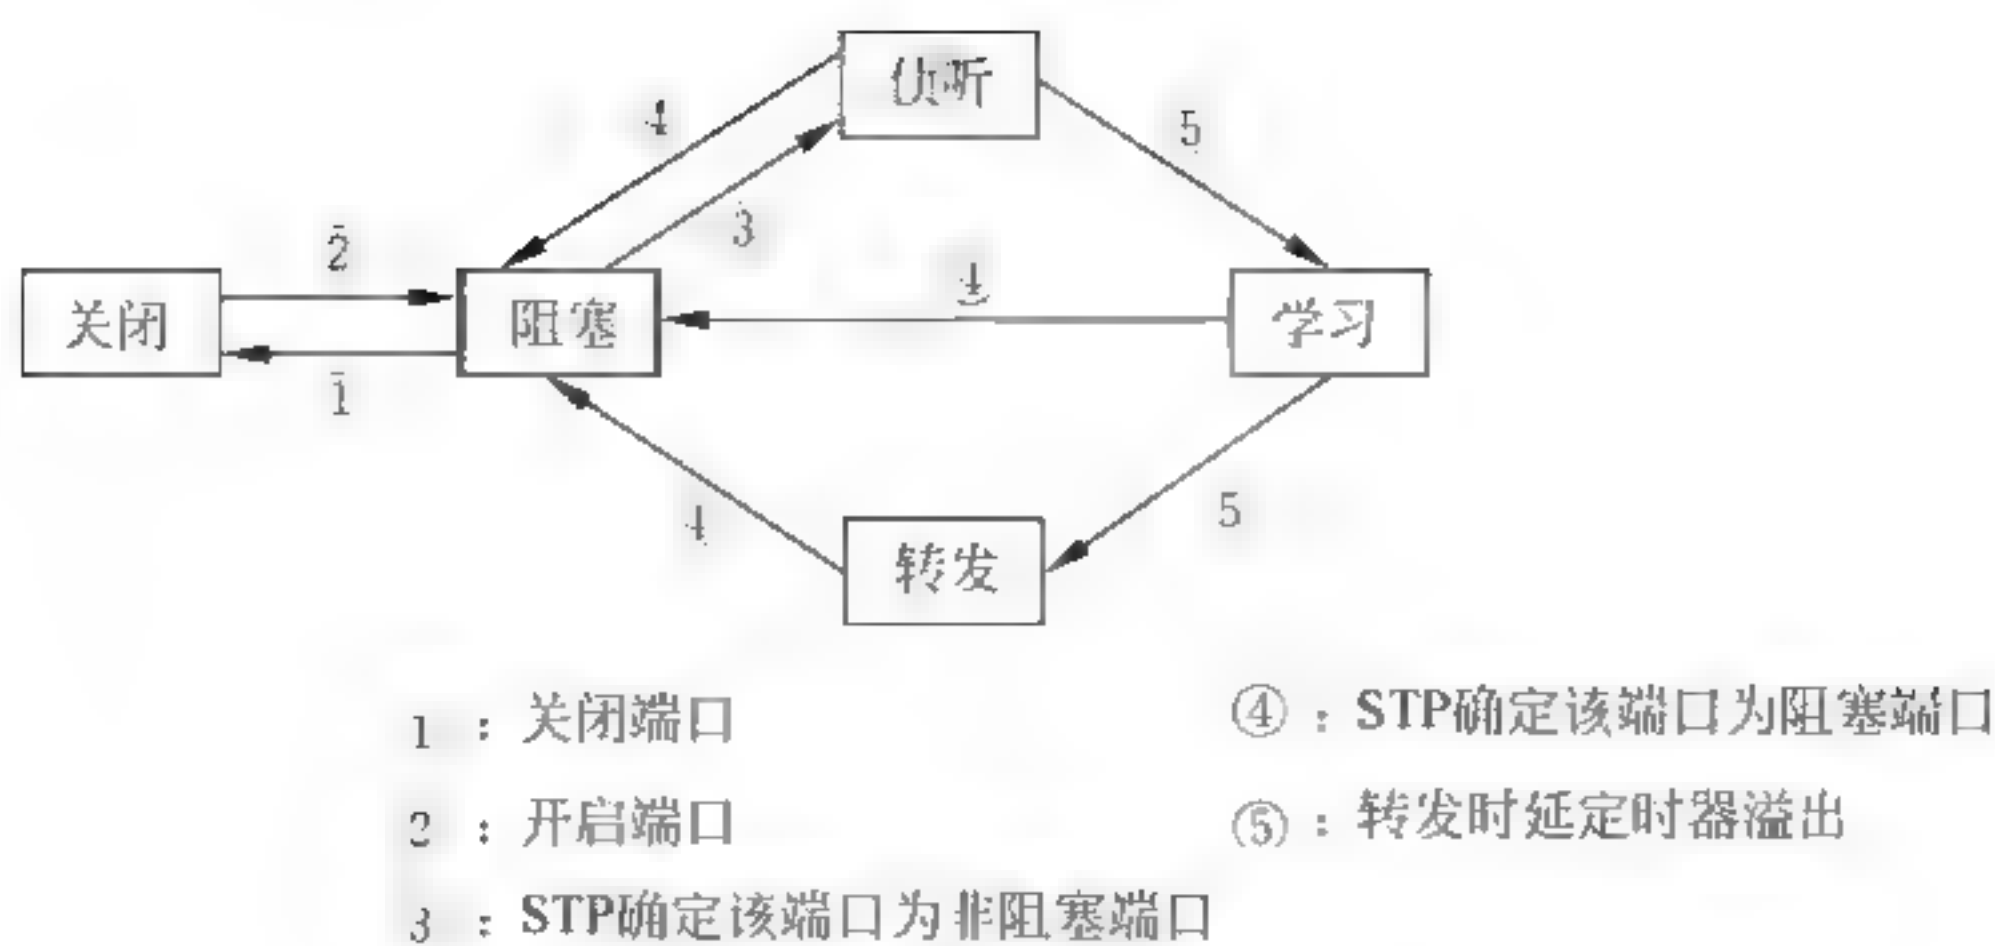 侦听
4
5
3
2
4
关闭
阻塞
学习
1
4
5
转发
1 : 关闭端口
④ : STP确定该端口为阻塞端口
2 : 开启端口
⑤ : 转发时延定时器溢出
3 : STP确定该端口为非阻塞端口